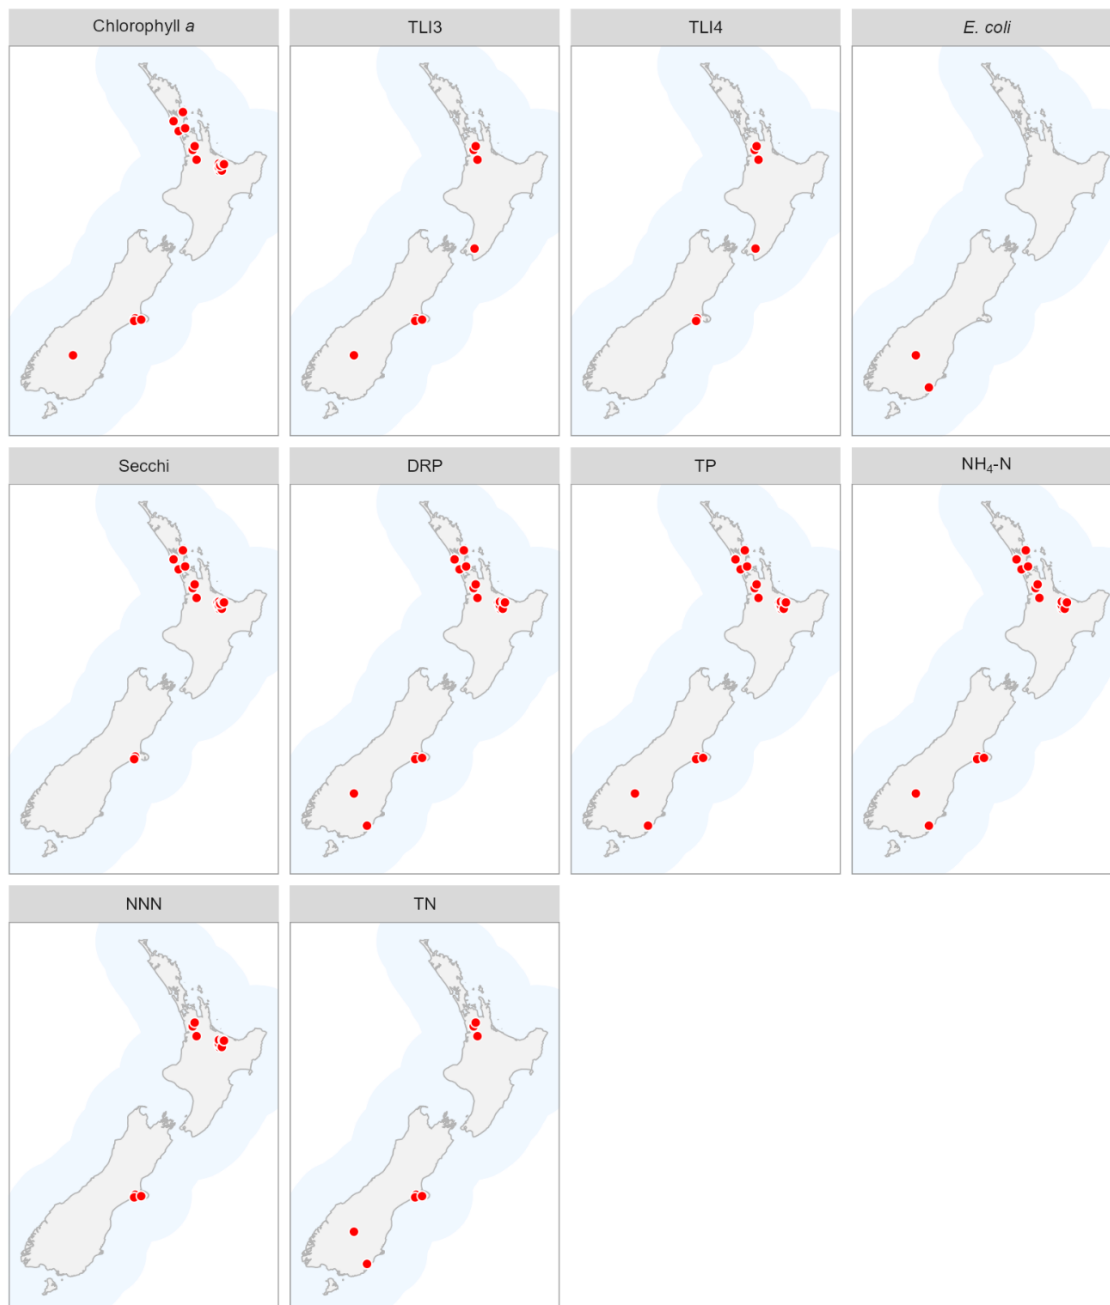 Chlorophyll a
TLI3
TLI4
E. coli
Secchi
DRP
TP
NH₄-N
NNN
TN